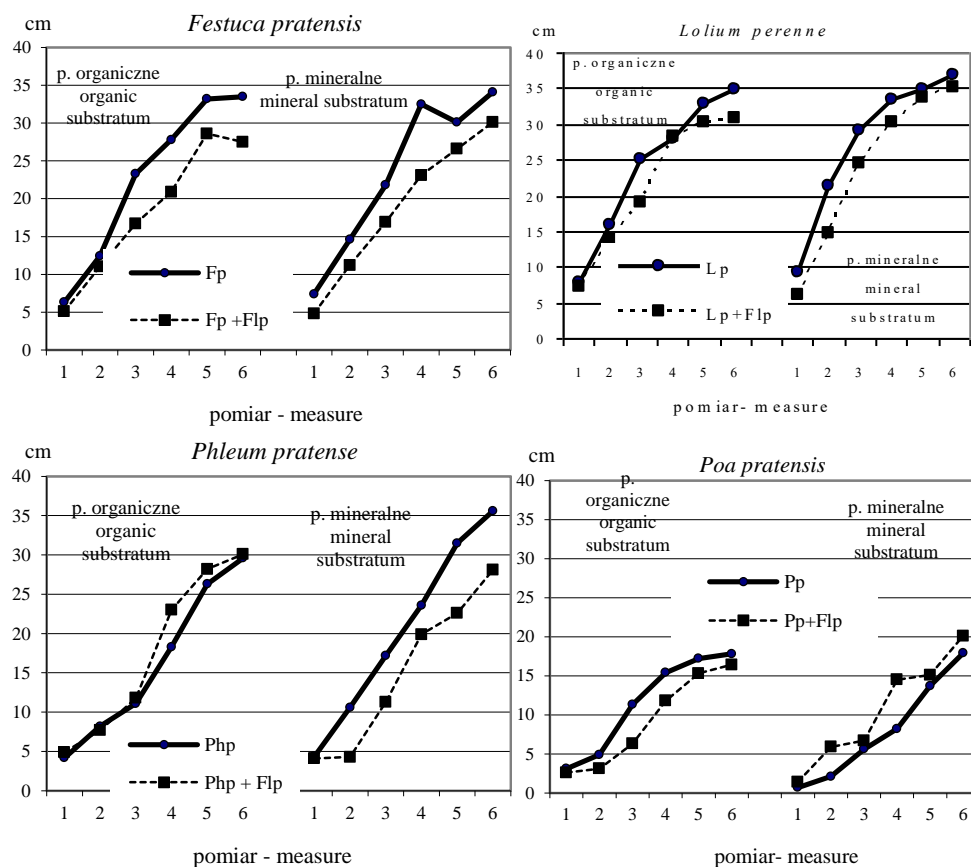 cm
Festuca pratensis
40
35
30
25
20
15
10
5
0
p. organiczne
organic
substratum
p. mineralne
mineral substratum
Fp
Fp +Flp
1 2 3 4 5 6 1 2 3 4 5 6
pomiar - measure
cm
Lolium perenne
40
35
30
25
20
15
10
5
0
p. organiczne
organic
substratum
Lp
Lp+Flp
p. mineralne
mineral
substratum
1 2 3 4 5 6 1 2 3 4 5 6
pomiar- measure
cm
Phleum pratense
40
35
30
25
20
15
10
5
0
p. organiczne
organic
substratum
p. mineralne
mineral
substratum
Php
Php + Flp
1 2 3 4 5 6 1 2 3 4 5 6
pomiar - measure
cm
Poa pratensis
40
35
30
25
20
15
10
5
0
p.
organiczne
organic
substratum
p. mineralne
mineral
substratum
Pp
Pp+Flp
1 2 3 4 5 6 1 2 3 4 5 6
pomiar- measure